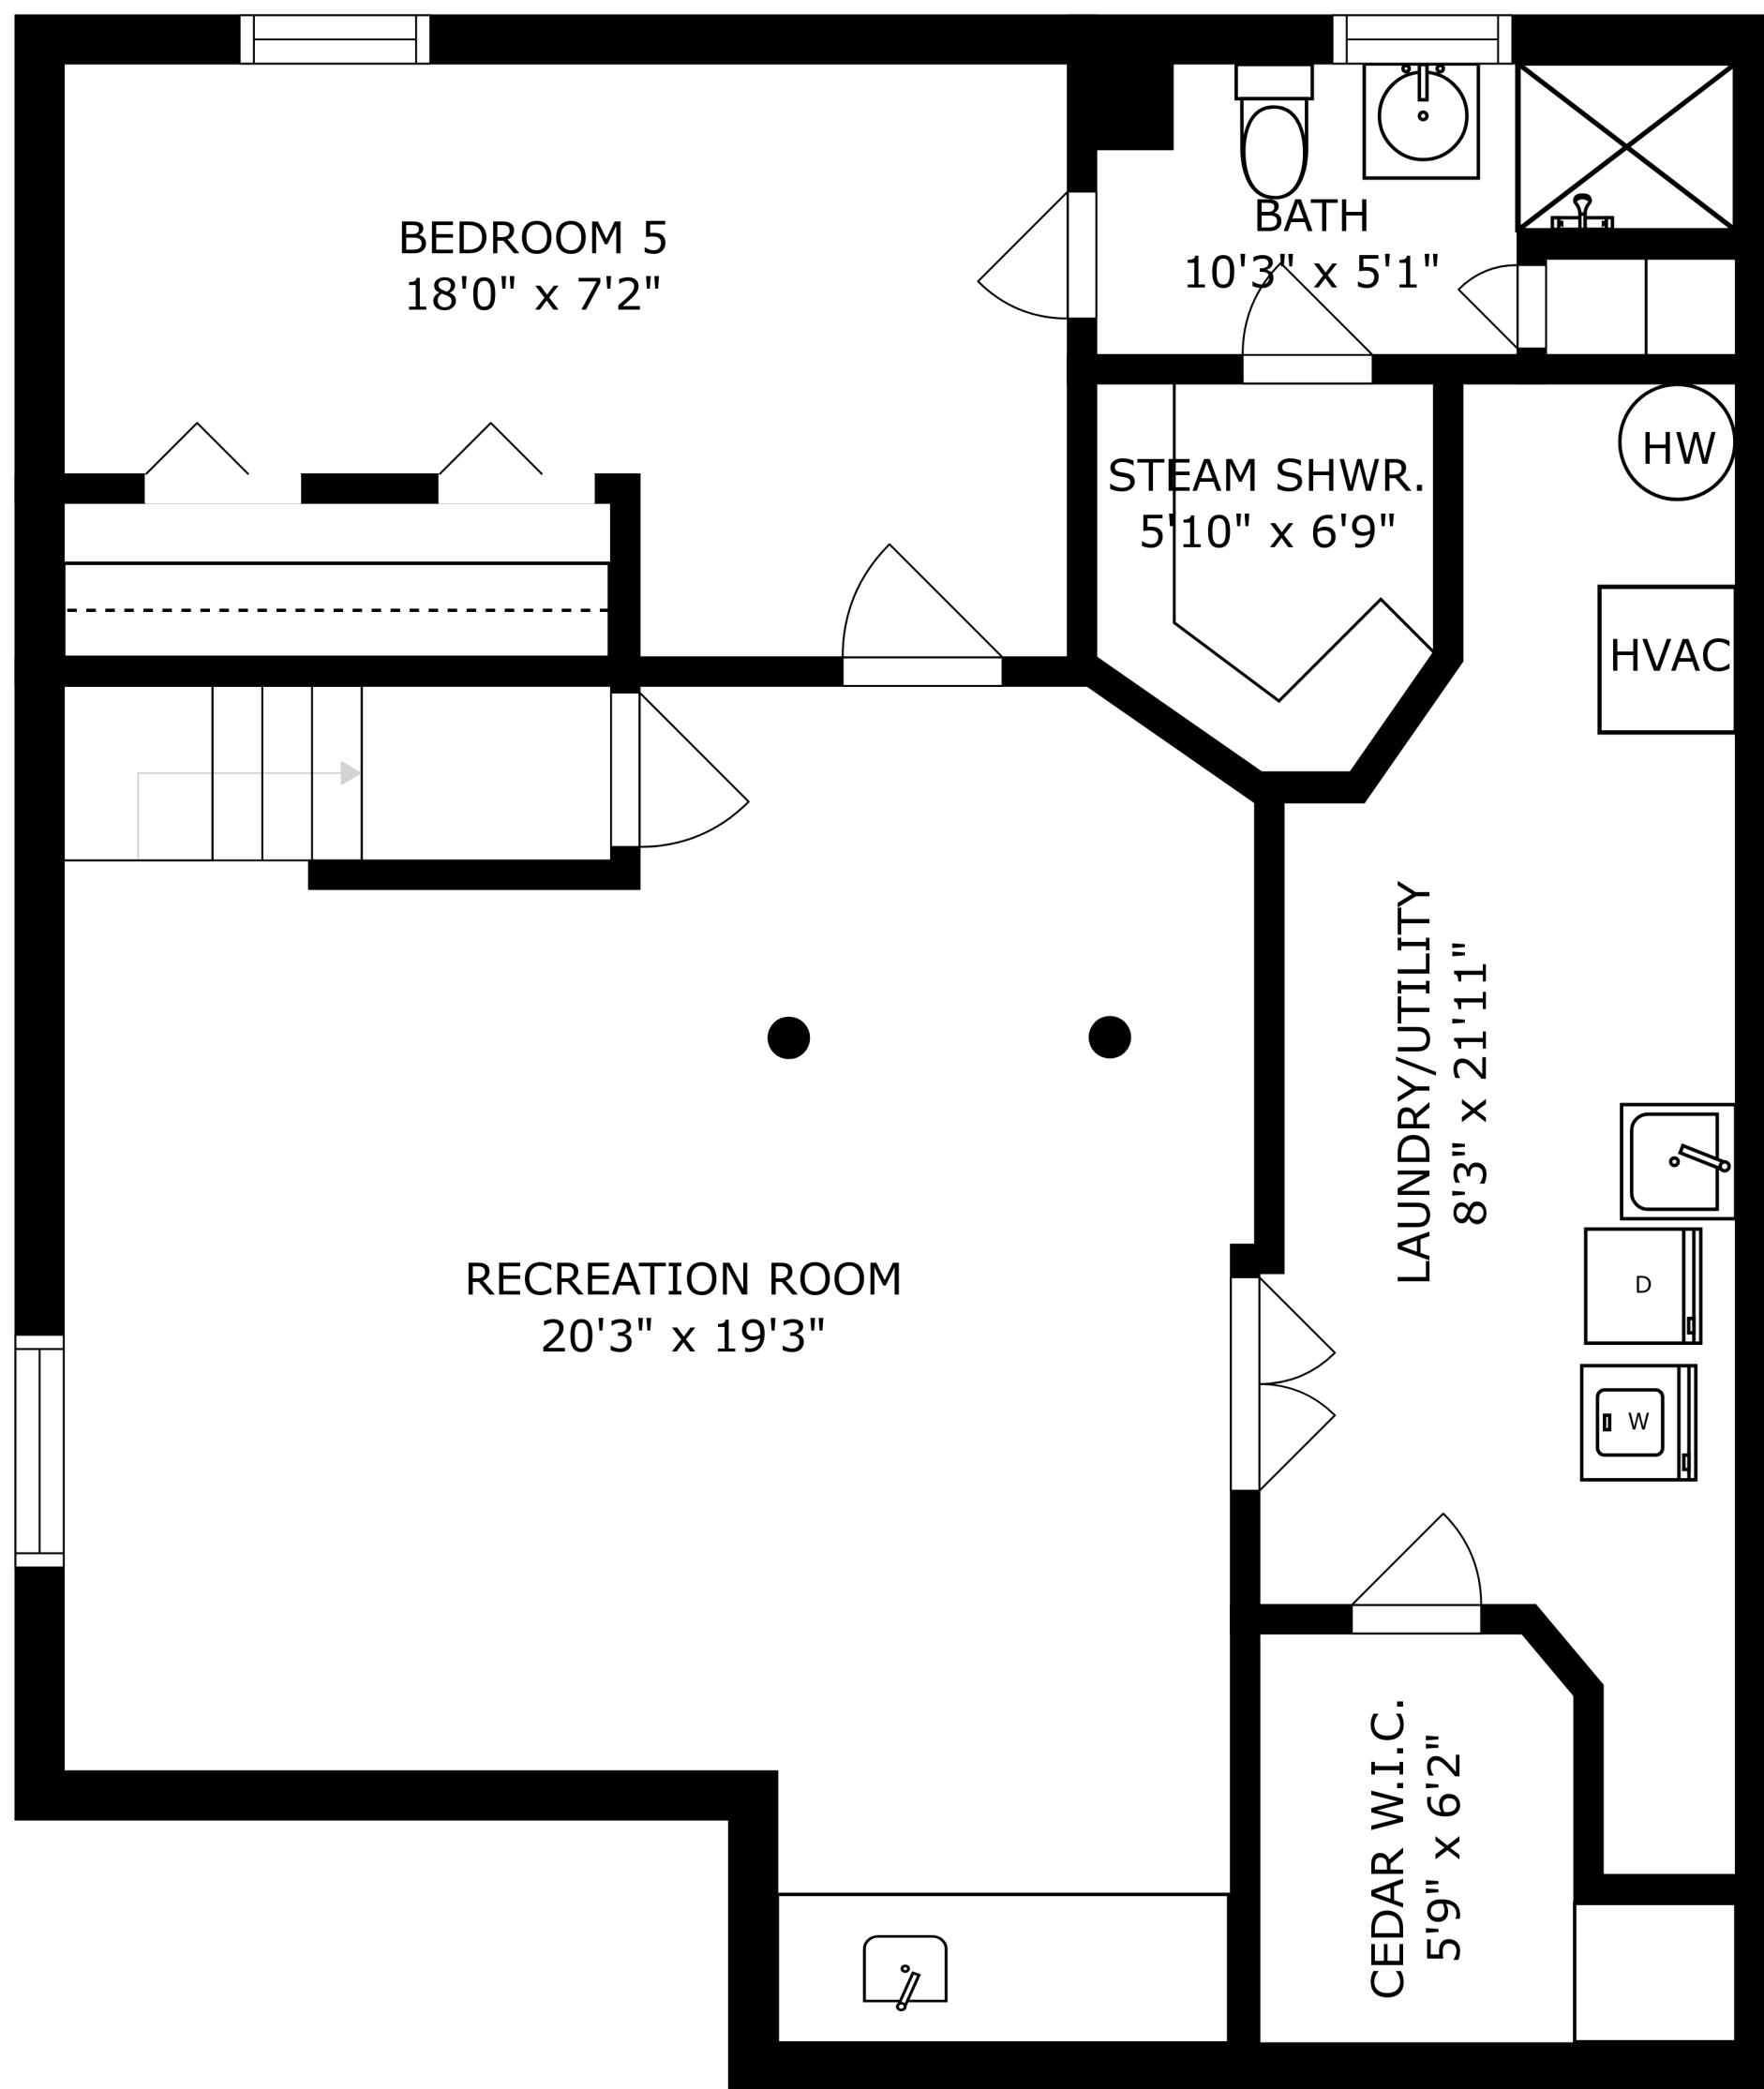 BEDROOM 5
18'0" x 7'2"
BATH
10'3" x 5'1"
STEAM SHWR.
5'10" x 6'9"
HW
HVAC
LAUNDRY/UTILITY
8'3" x 21'11"
RECREATION ROOM
20'3" x 19'3"
D
W
CEDAR W.I.C.
5'9" x 6'2"